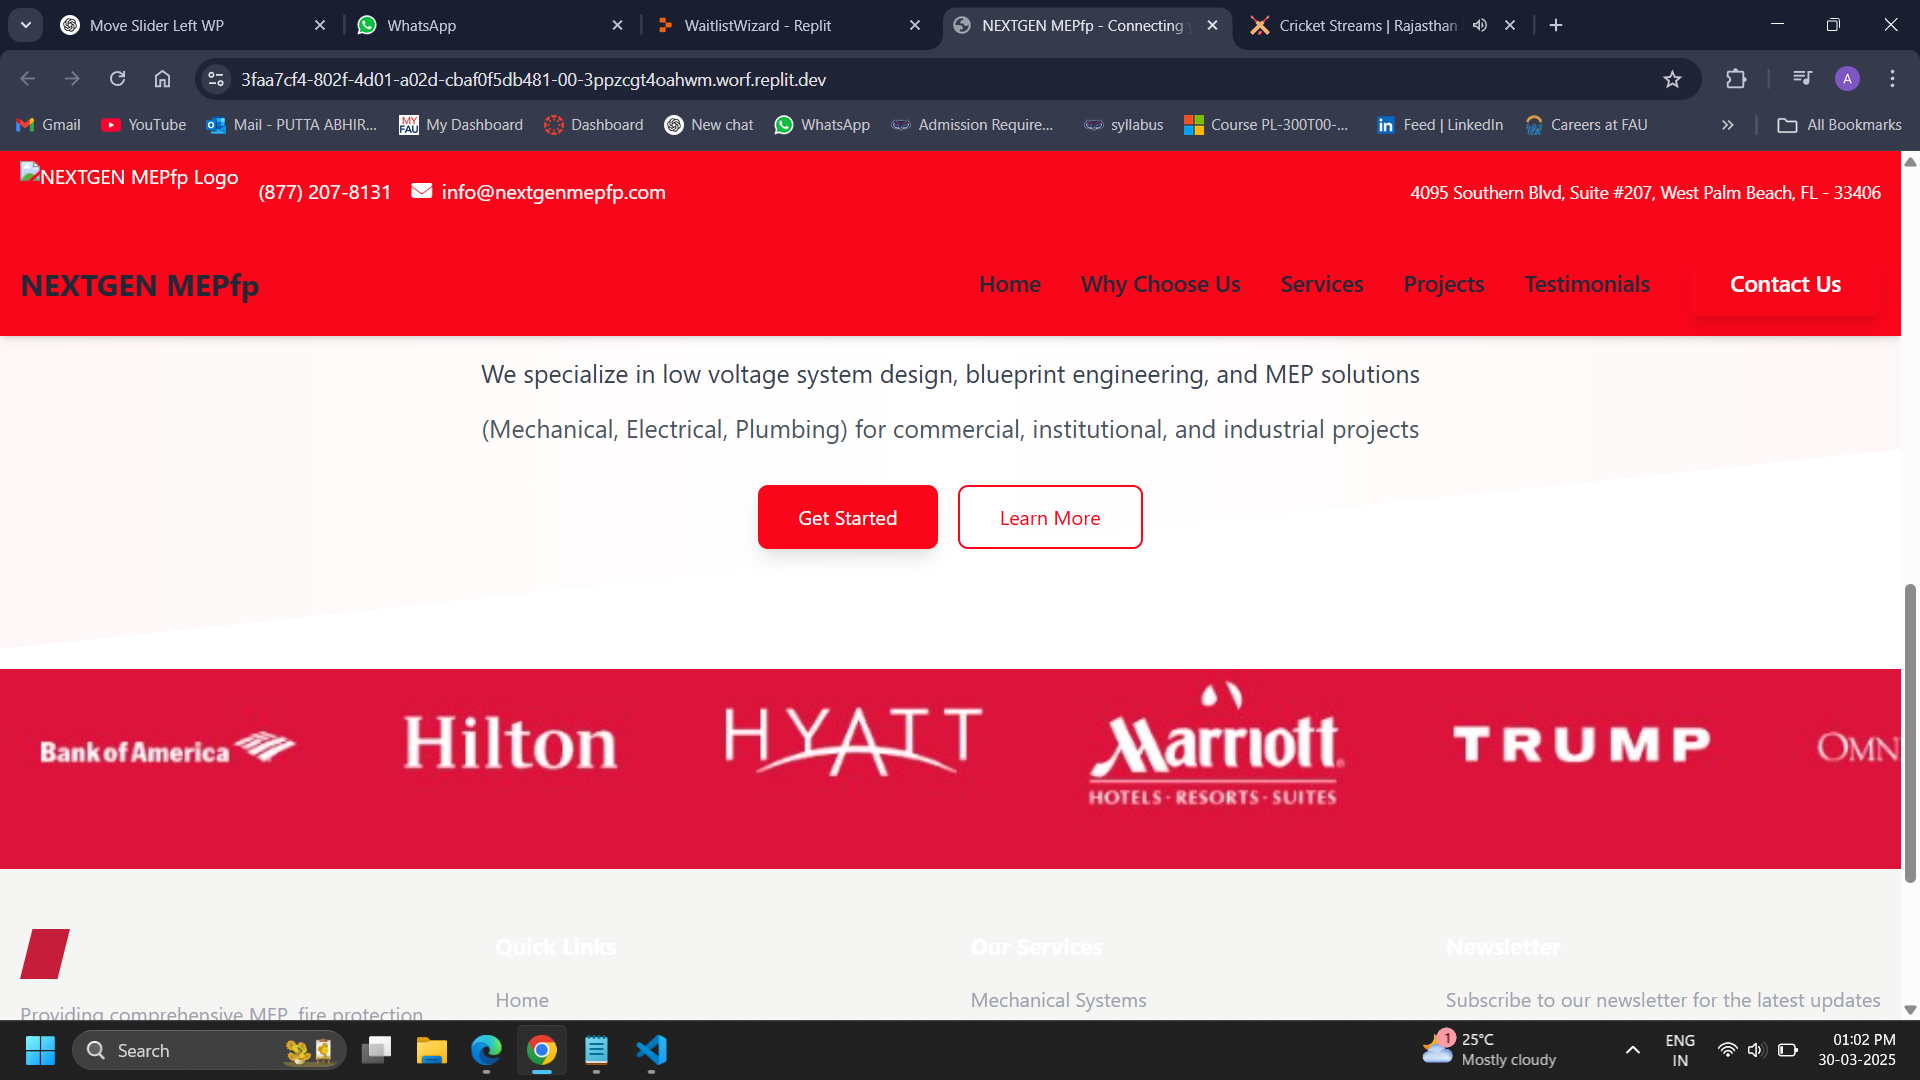 Move Slider Left WP
WhatsApp
WaitlistWizard - Replit
NEXTGEN MEPfp - Connecting
Cricket Streams | Rajasthan
3faa7cf4-802f-4d01-a02d-cbaf0f5db481-00-3ppzcgt4oahwm.worf.replit.dev
A
Gmail
YouTube
Mail - PUTTA ABHIR...
MY FAU
My Dashboard
Dashboard
New chat
WhatsApp
Admission Require...
syllabus
Course PL-300T00-...
Feed | LinkedIn
Careers at FAU
All Bookmarks
NEXTGEN MEPfp Logo
(877) 207-8131
info@nextgenmepfp.com
4095 Southern Blvd, Suite #207, West Palm Beach, FL - 33406
NEXTGEN MEPfp
Home
Why Choose Us
Services
Projects
Testimonials
Contact Us
We specialize in low voltage system design, blueprint engineering, and MEP solutions
(Mechanical, Electrical, Plumbing) for commercial, institutional, and industrial projects
Get Started
Learn More
Bank of America
Hilton
HYATT
Marriott
HOTELS · RESORTS · SUITES
TRUMP
OMN
Quick Links
Our Services
Newsletter
Home
Mechanical Systems
Subscribe to our newsletter for the latest updates
Providing comprehensive MEP, fire protection
Search
1
25°C
Mostly cloudy
ENG
IN
01:02 PM
30-03-2025